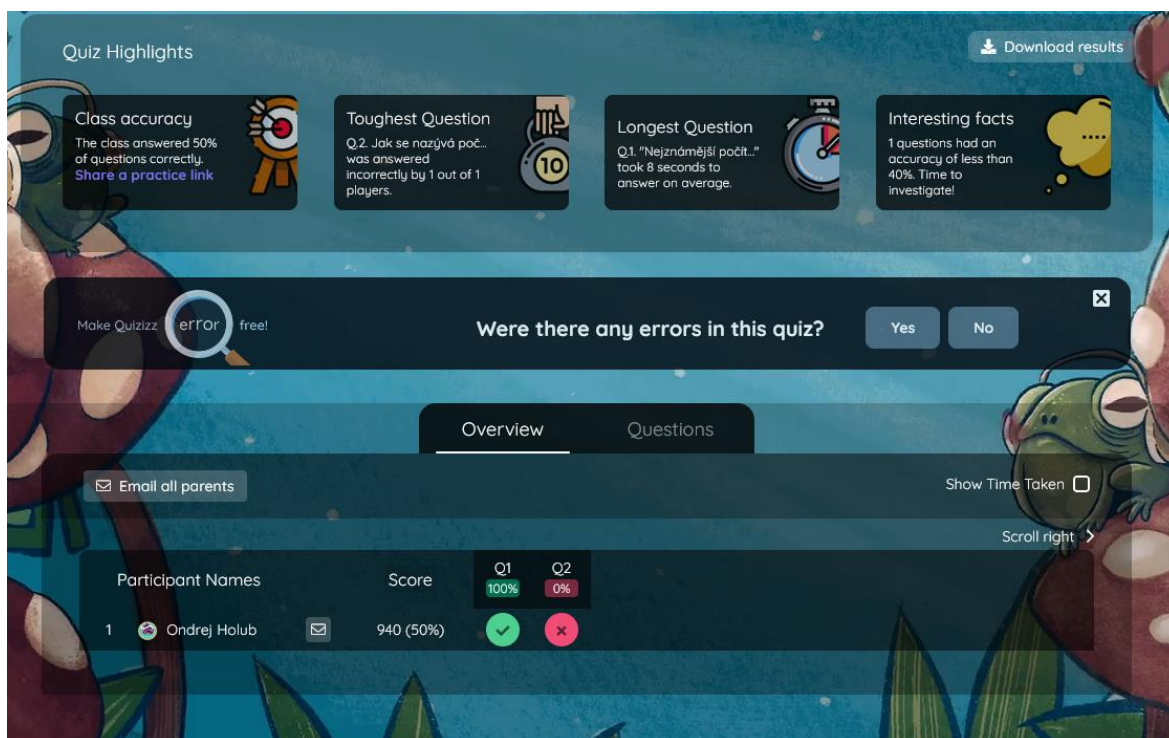 Quiz Highlights
Download results
Class accuracy
The class answered 50%
of questions correctly.
Share a practice link
Toughest Question
Q.2. Jak se nazývá poč...
was answered
incorrectly by 1 out of 1
players.
10
Longest Question
Q.1. "Nejznámější počít..."
took 8 seconds to
answer on average.
Interesting facts
1 questions had an
accuracy of less than
40%. Time to
investigate!
Make Quizizz error free!
Were there any errors in this quiz?
Yes
No
Overview
Questions
Email all parents
Show Time Taken
Scroll right
Participant Names Score Q1 Q2
100% 0%
1 Ondrej Holub 940 (50%)